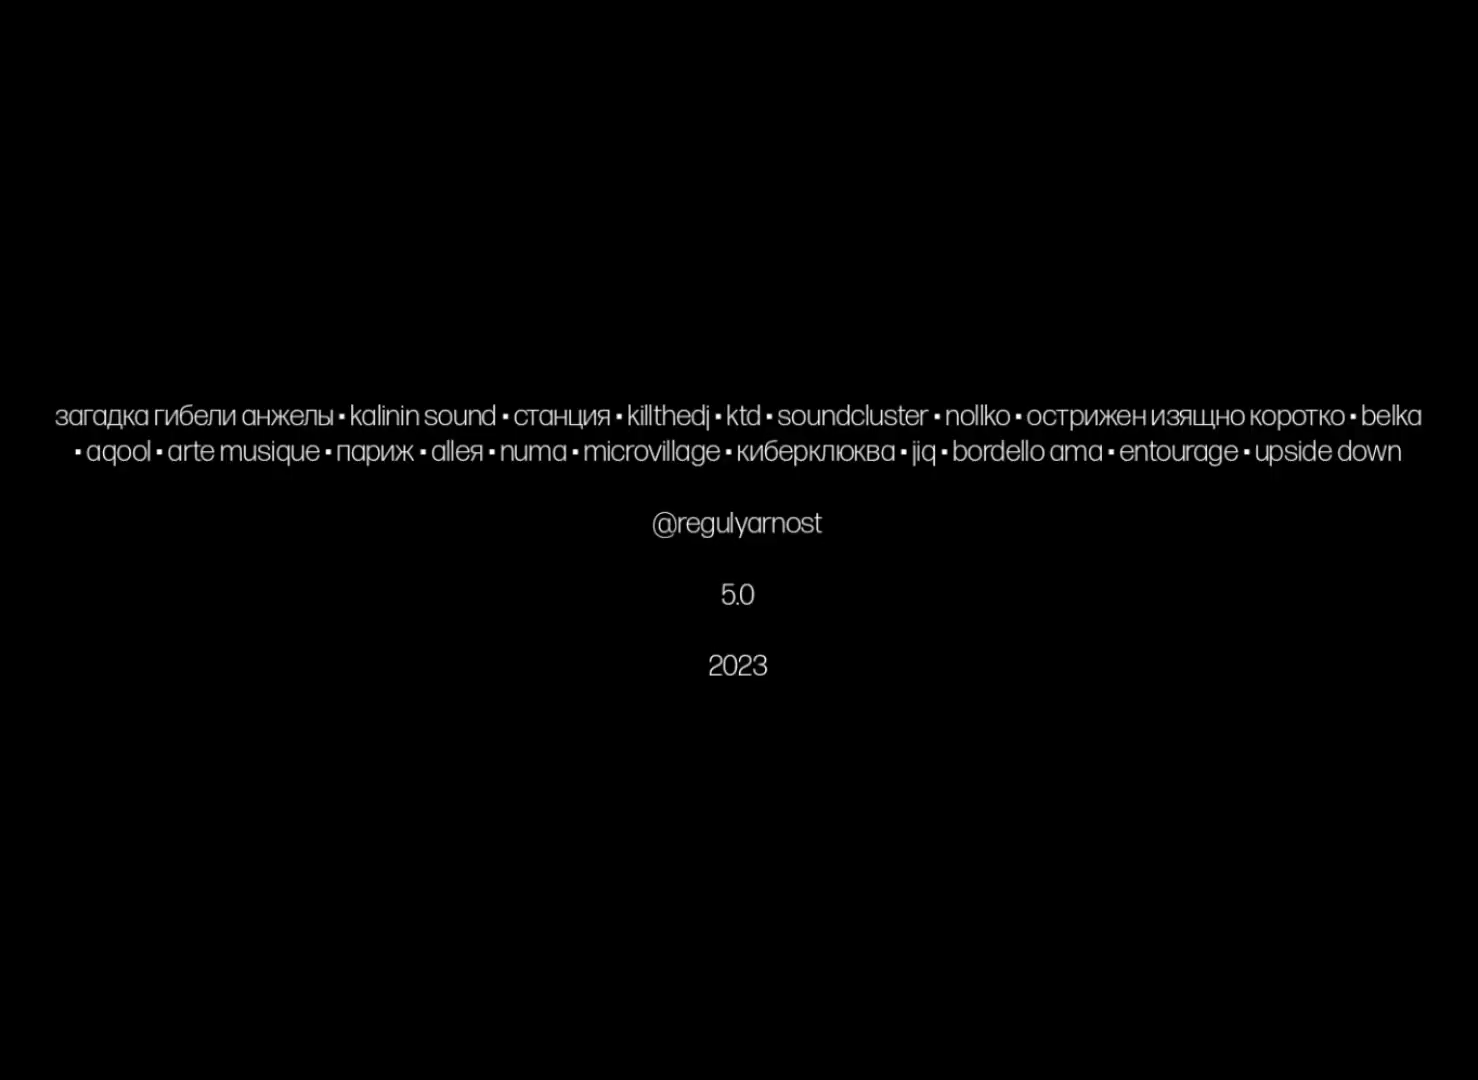 загадка гибели анжелы ▪ kalinin sound ▪ станция ▪ killthedj ▪ ktd ▪ soundcluster ▪ nollko ▪ острижен изящно коротко ▪ belka
▪ aqool ▪ arte musique ▪ париж ▪ alleя ▪ numa ▪ microvillage ▪ киберклюква ▪ jiq ▪ bordello ama ▪ entourage ▪ upside down
@regulyarnost
5.0
2023